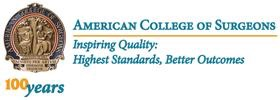 AMERICAN COLLEGE OF SURGEONS
Inspiring Quality:
Highest Standards, Better Outcomes
100years